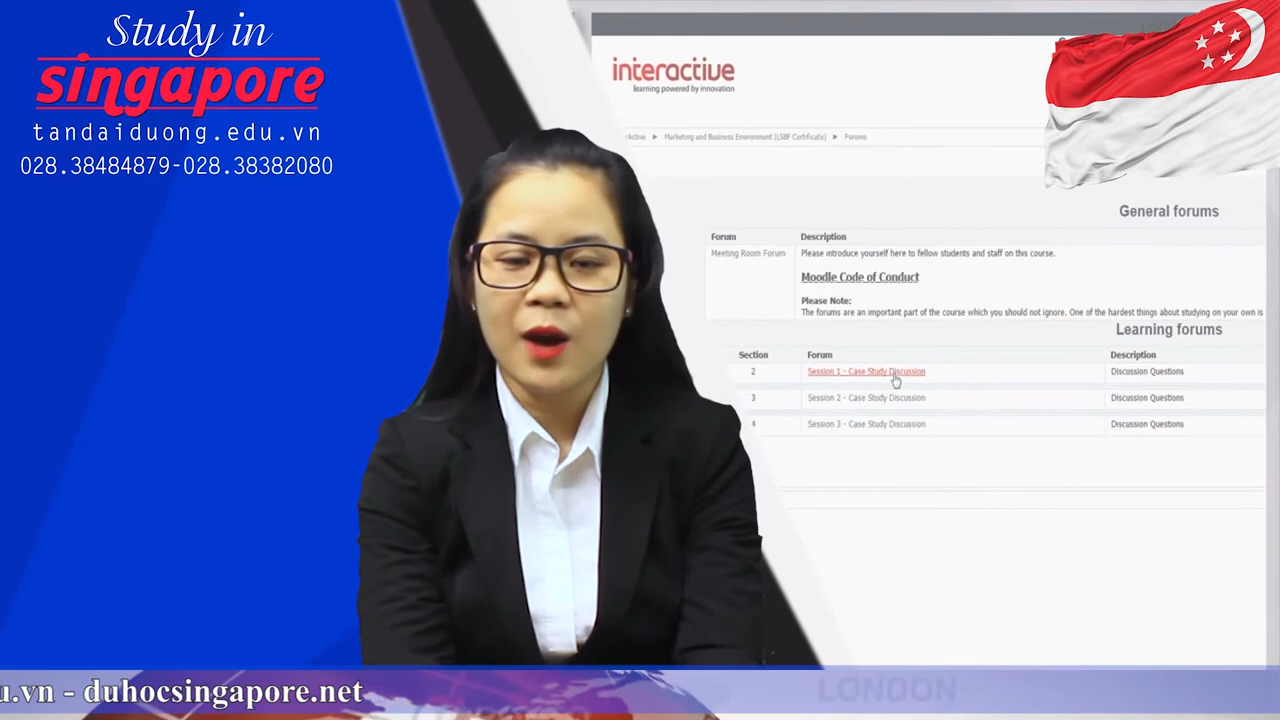 Study in
singapore
tandaiduong.edu.vn
028.38484879-028.38382080
interactive
learning powered by innovation
Active ► Marketing and Business Environment (LSBF Certificate) ► Forums
General forums
Forum Description
Meeting Room Forum Please introduce yourself here to fellow students and staff on this course.
Moodle Code of Conduct
Please Note:
The forums are an important part of the course which you should not ignore. One of the hardest things about studying on your own is
Learning forums
Section Forum Description
2 Session 1 - Case Study Discussion Discussion Questions
3 Session 2 - Case Study Discussion Discussion Questions
4 Session 3 - Case Study Discussion Discussion Questions
u.vn - duhocsingapore.net
LONDON